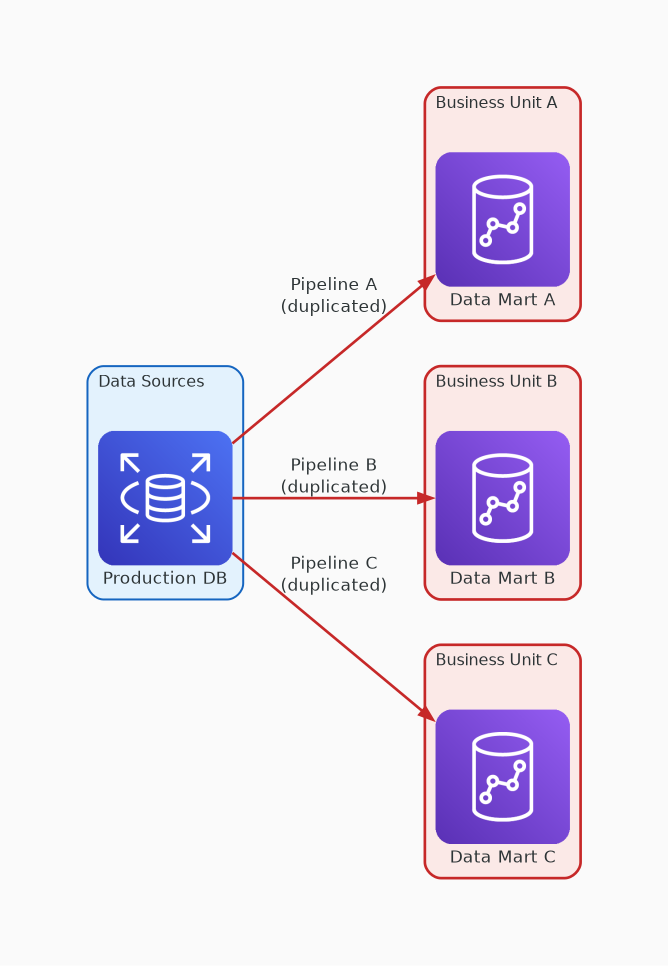 Business Unit A
Data Mart A
Pipeline A
(duplicated)
Data Sources
Production DB
Pipeline B
(duplicated)
Business Unit B
Data Mart B
Pipeline C
(duplicated)
Business Unit C
Data Mart C